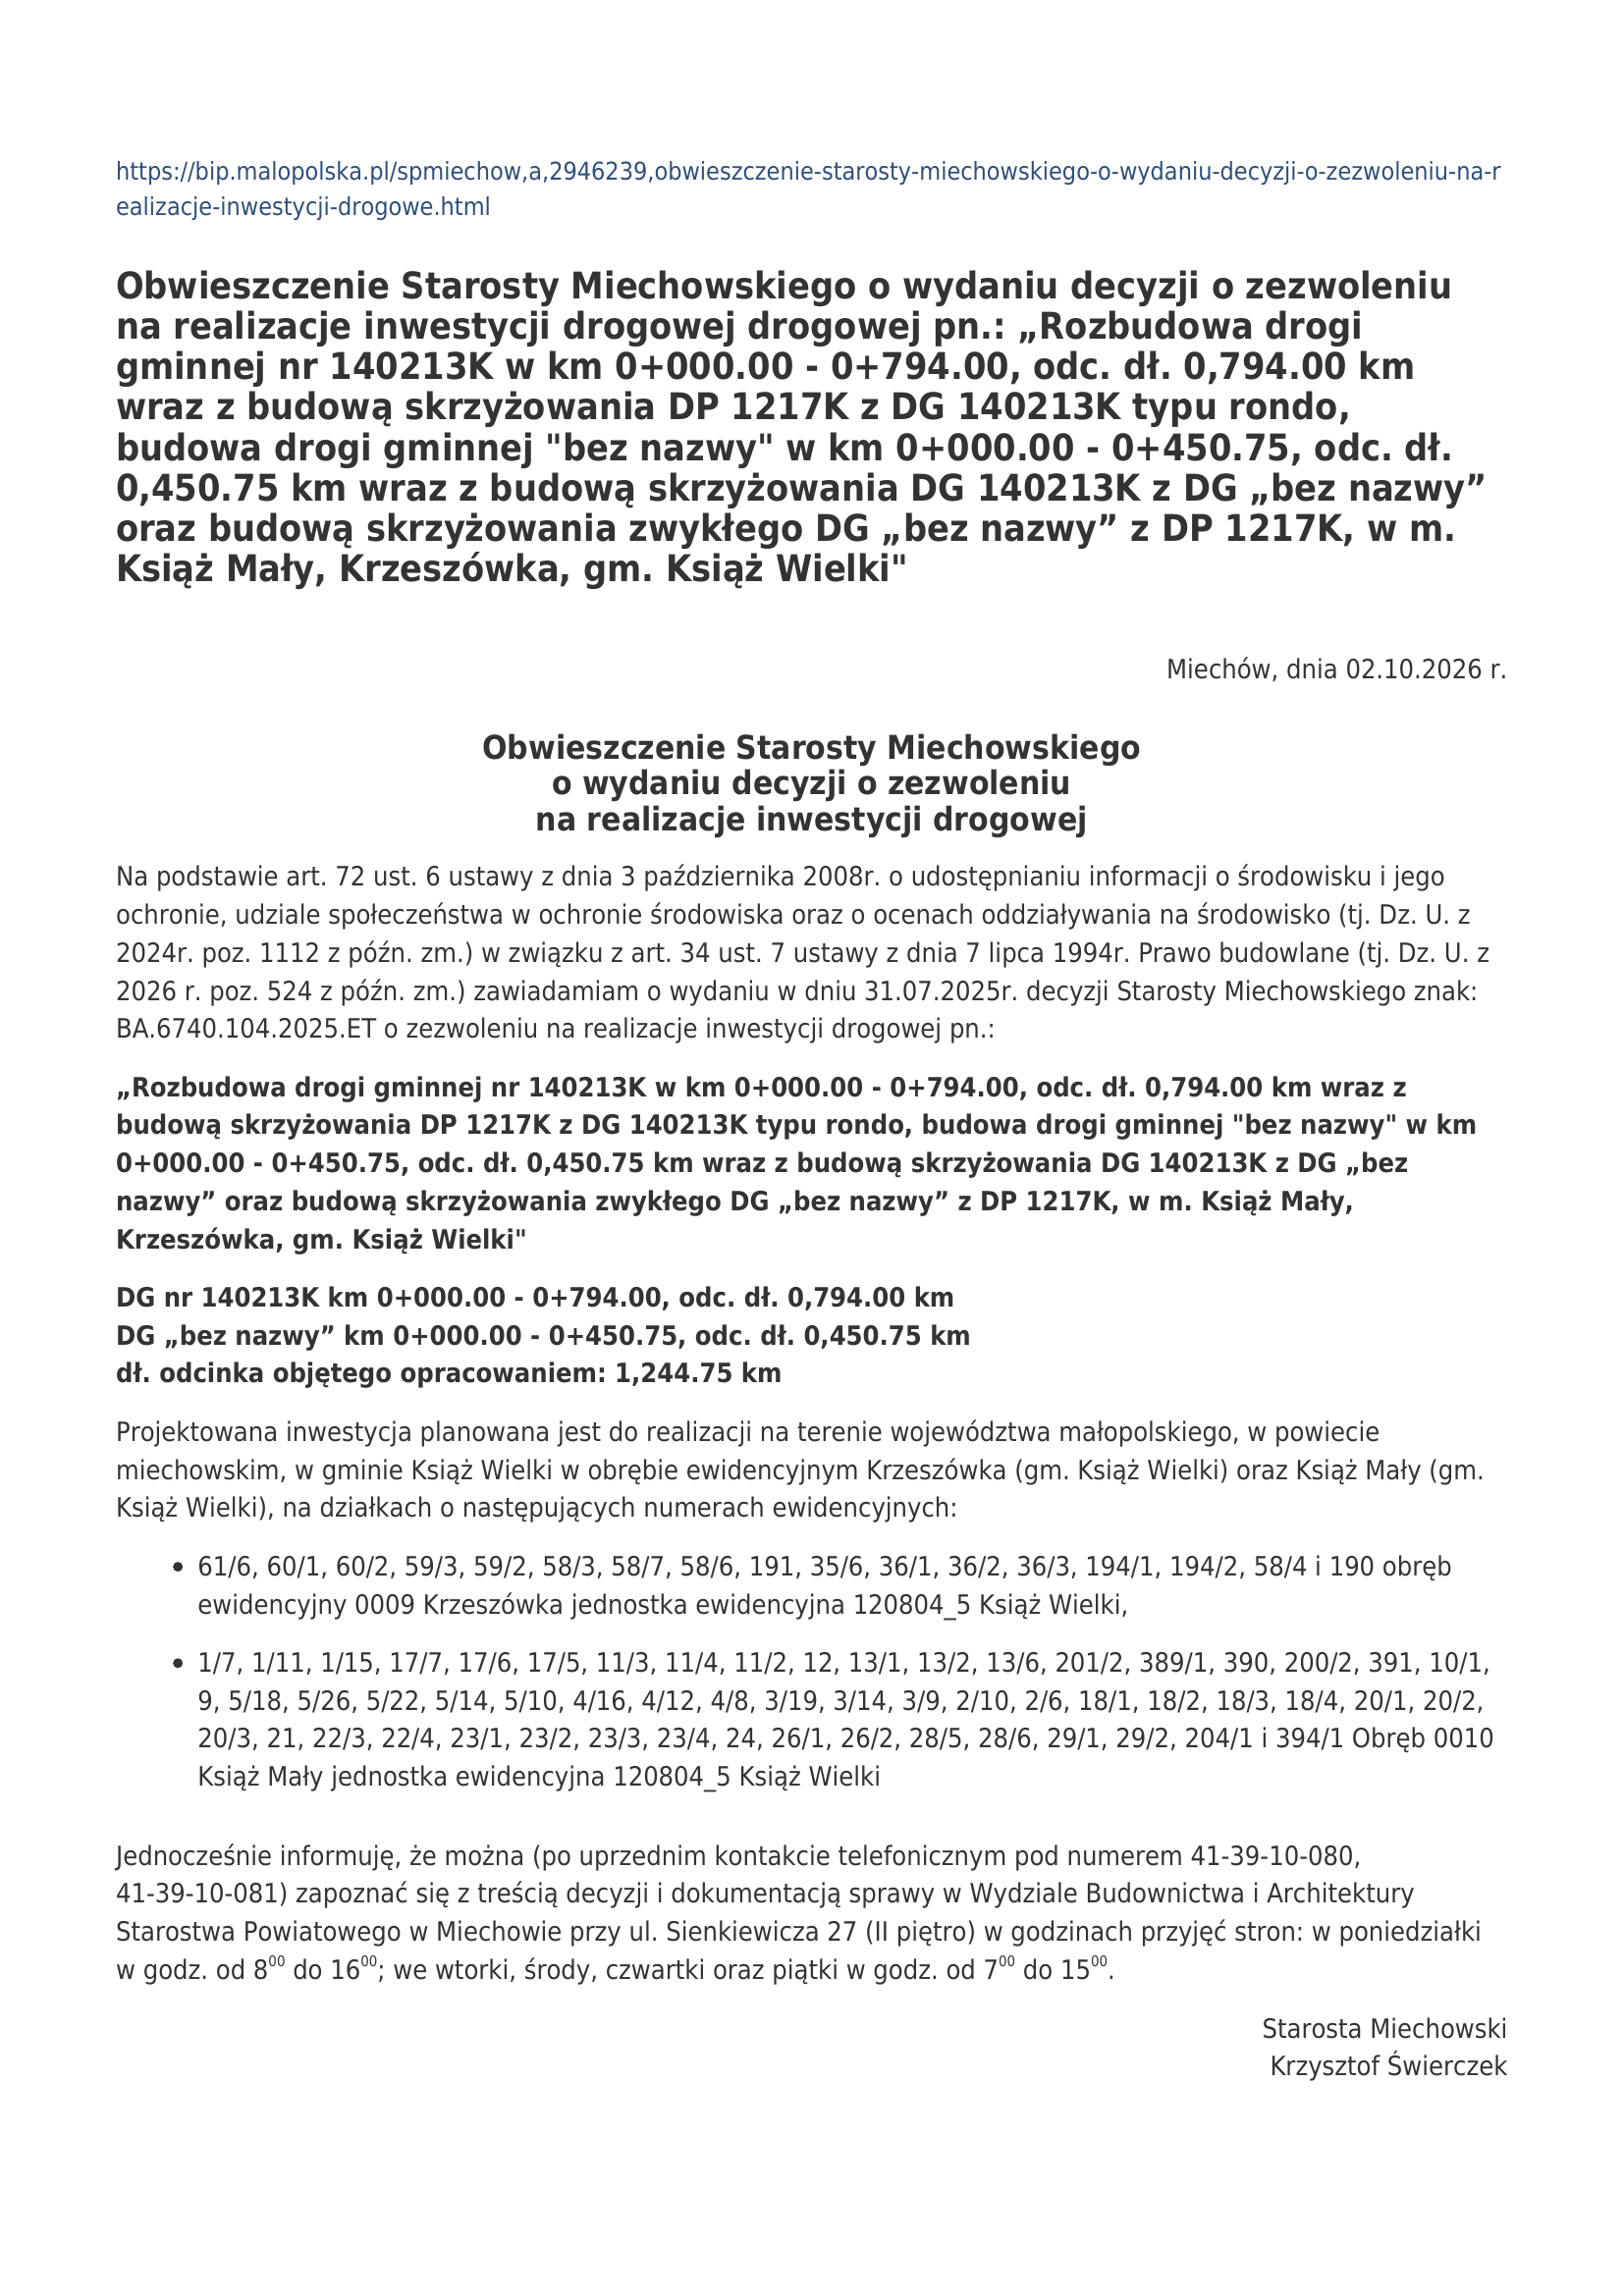 https://bip.malopolska.pl/spmiechow,a,2946239,obwieszczenie-starosty-miechowskiego-o-wydaniu-decyzji-o-zezwoleniu-na-r
ealizacje-inwestycji-drogowe.html
Obwieszczenie Starosty Miechowskiego o wydaniu decyzji o zezwoleniu
na realizacje inwestycji drogowej drogowej pn.: „Rozbudowa drogi
gminnej nr 140213K w km 0+000.00 - 0+794.00, odc. dł. 0,794.00 km
wraz z budową skrzyżowania DP 1217K z DG 140213K typu rondo,
budowa drogi gminnej "bez nazwy" w km 0+000.00 - 0+450.75, odc. dł.
0,450.75 km wraz z budową skrzyżowania DG 140213K z DG „bez nazwy”
oraz budową skrzyżowania zwykłego DG „bez nazwy” z DP 1217K, w m.
Książ Mały, Krzeszówka, gm. Książ Wielki"
Miechów, dnia 02.10.2026 r.
Obwieszczenie Starosty Miechowskiego
o wydaniu decyzji o zezwoleniu
na realizacje inwestycji drogowej
Na podstawie art. 72 ust. 6 ustawy z dnia 3 października 2008r. o udostępnianiu informacji o środowisku i jego
ochronie, udziale społeczeństwa w ochronie środowiska oraz o ocenach oddziaływania na środowisko (tj. Dz. U. z
2024r. poz. 1112 z późn. zm.) w związku z art. 34 ust. 7 ustawy z dnia 7 lipca 1994r. Prawo budowlane (tj. Dz. U. z
2026 r. poz. 524 z późn. zm.) zawiadamiam o wydaniu w dniu 31.07.2025r. decyzji Starosty Miechowskiego znak:
BA.6740.104.2025.ET o zezwoleniu na realizacje inwestycji drogowej pn.:
„Rozbudowa drogi gminnej nr 140213K w km 0+000.00 - 0+794.00, odc. dł. 0,794.00 km wraz z
budową skrzyżowania DP 1217K z DG 140213K typu rondo, budowa drogi gminnej "bez nazwy" w km
0+000.00 - 0+450.75, odc. dł. 0,450.75 km wraz z budową skrzyżowania DG 140213K z DG „bez
nazwy” oraz budową skrzyżowania zwykłego DG „bez nazwy” z DP 1217K, w m. Książ Mały,
Krzeszówka, gm. Książ Wielki"
DG nr 140213K km 0+000.00 - 0+794.00, odc. dł. 0,794.00 km
DG „bez nazwy” km 0+000.00 - 0+450.75, odc. dł. 0,450.75 km
dł. odcinka objętego opracowaniem: 1,244.75 km
Projektowana inwestycja planowana jest do realizacji na terenie województwa małopolskiego, w powiecie
miechowskim, w gminie Książ Wielki w obrębie ewidencyjnym Krzeszówka (gm. Książ Wielki) oraz Książ Mały (gm.
Książ Wielki), na działkach o następujących numerach ewidencyjnych:
• 61/6, 60/1, 60/2, 59/3, 59/2, 58/3, 58/7, 58/6, 191, 35/6, 36/1, 36/2, 36/3, 194/1, 194/2, 58/4 i 190 obręb
ewidencyjny 0009 Krzeszówka jednostka ewidencyjna 120804_5 Książ Wielki,
• 1/7, 1/11, 1/15, 17/7, 17/6, 17/5, 11/3, 11/4, 11/2, 12, 13/1, 13/2, 13/6, 201/2, 389/1, 390, 200/2, 391, 10/1,
9, 5/18, 5/26, 5/22, 5/14, 5/10, 4/16, 4/12, 4/8, 3/19, 3/14, 3/9, 2/10, 2/6, 18/1, 18/2, 18/3, 18/4, 20/1, 20/2,
20/3, 21, 22/3, 22/4, 23/1, 23/2, 23/3, 23/4, 24, 26/1, 26/2, 28/5, 28/6, 29/1, 29/2, 204/1 i 394/1 Obręb 0010
Książ Mały jednostka ewidencyjna 120804_5 Książ Wielki
Jednocześnie informuję, że można (po uprzednim kontakcie telefonicznym pod numerem 41-39-10-080,
41-39-10-081) zapoznać się z treścią decyzji i dokumentacją sprawy w Wydziale Budownictwa i Architektury
Starostwa Powiatowego w Miechowie przy ul. Sienkiewicza 27 (II piętro) w godzinach przyjęć stron: w poniedziałki
w godz. od 8⁰⁰ do 16⁰⁰; we wtorki, środy, czwartki oraz piątki w godz. od 7⁰⁰ do 15⁰⁰.
Starosta Miechowski
Krzysztof Świerczek